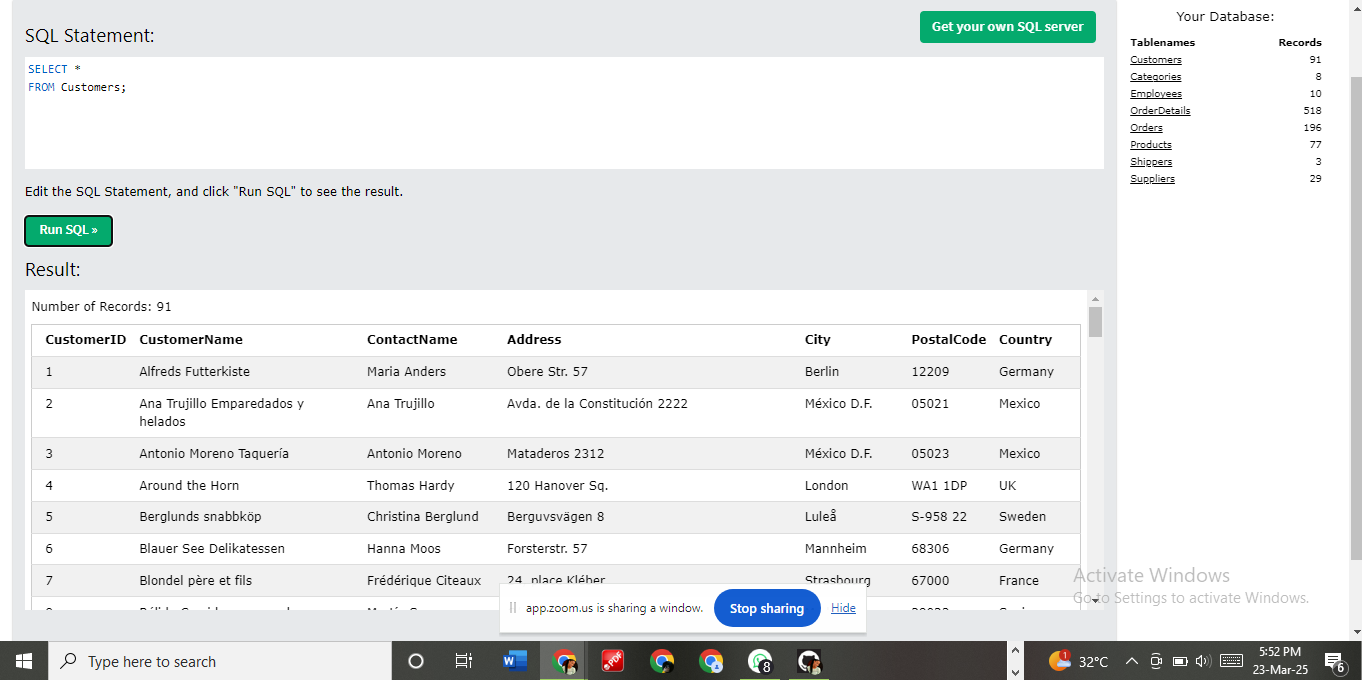 SQL Statement:
Get your own SQL server
SELECT *
FROM Customers;
Edit the SQL Statement, and click "Run SQL" to see the result.
Run SQL »
Result:
Number of Records: 91
CustomerID CustomerName ContactName Address City PostalCode Country
1 Alfreds Futterkiste Maria Anders Obere Str. 57 Berlin 12209 Germany
2 Ana Trujillo Emparedados y helados Ana Trujillo Avda. de la Constitución 2222 México D.F. 05021 Mexico
3 Antonio Moreno Taquería Antonio Moreno Mataderos 2312 México D.F. 05023 Mexico
4 Around the Horn Thomas Hardy 120 Hanover Sq. London WA1 1DP UK
5 Berglunds snabbköp Christina Berglund Berguvsvägen 8 Luleå S-958 22 Sweden
6 Blauer See Delikatessen Hanna Moos Forsterstr. 57 Mannheim 68306 Germany
7 Blondel père et fils Frédérique Citeaux 24, place Kléber Strasbourg 67000 France
Your Database:
Tablenames Records
Customers 91
Categories 8
Employees 10
OrderDetails 518
Orders 196
Products 77
Shippers 3
Suppliers 29
Activate Windows
Go to Settings to activate Windows.
app.zoom.us is sharing a window. Stop sharing Hide
Type here to search
W
PDF
8
1
32°C
5:52 PM
23-Mar-25
6